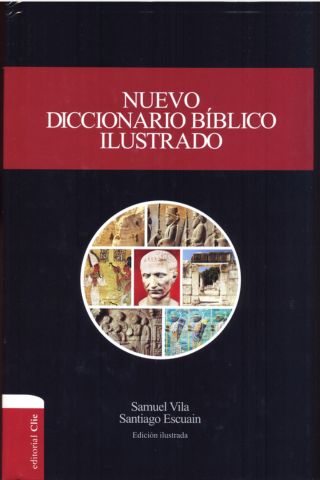 NUEVO
DICCIONARIO BÍBLICO
ILUSTRADO
Samuel Vila
Santiago Escuain
Edición ilustrada
editorial Clie